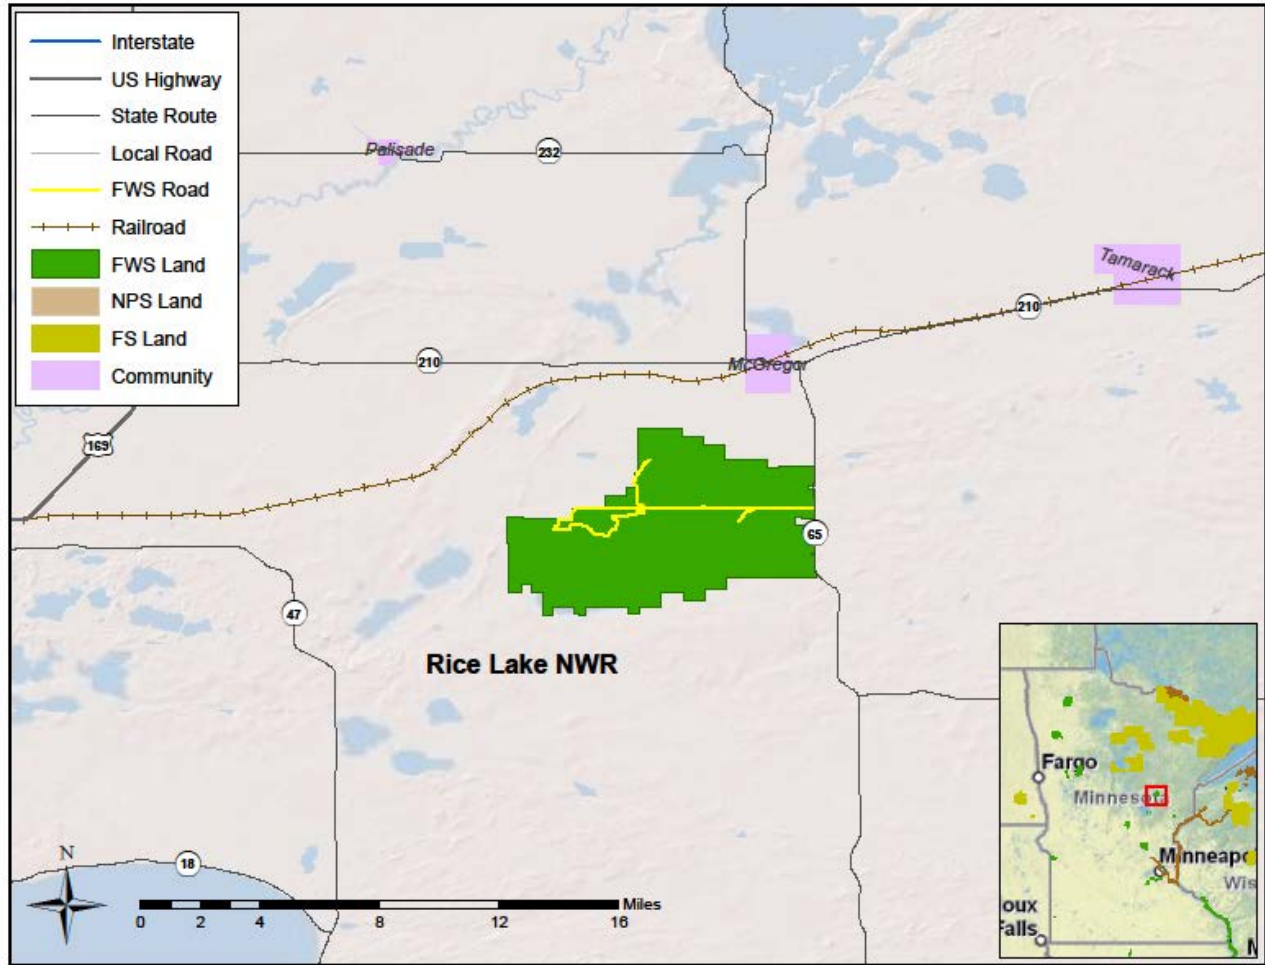 Interstate
US Highway
State Route
Local Road
FWS Road
Railroad
FWS Land
NPS Land
FS Land
Community
Palisade
232
Tamarack
210
210
McGregor
169
65
47
Rice Lake NWR
18
N
0 2 4 8 12 16 Miles
Fargo
Minnesota
Minneapo
Wis
oux
Falls